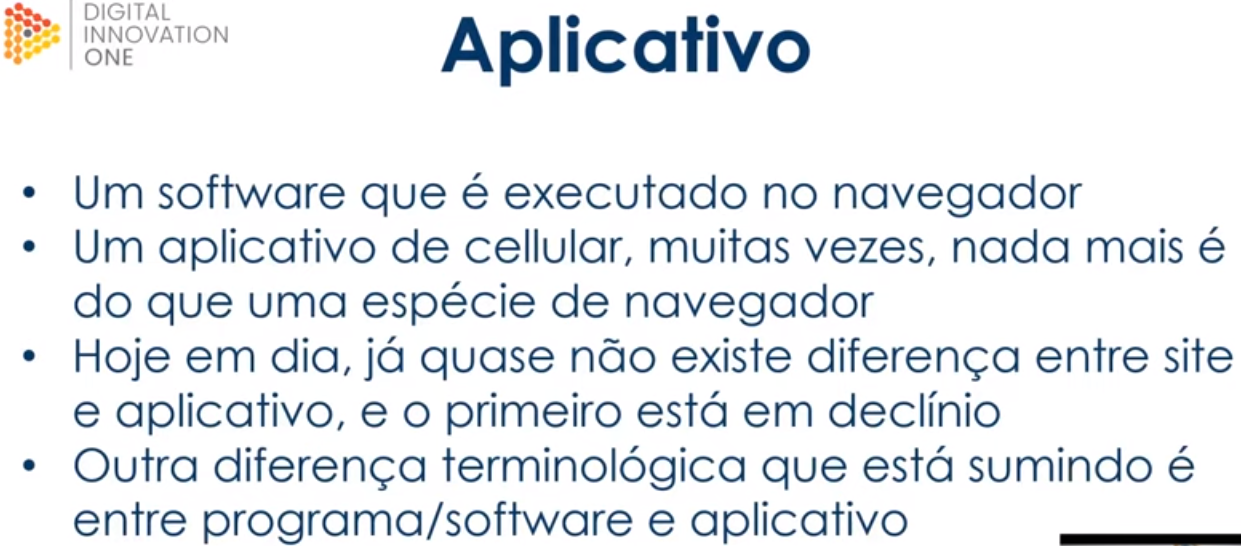 DIGITAL
INNOVATION
ONE
Aplicativo
• Um software que é executado no navegador
• Um aplicativo de cellular, muitas vezes, nada mais é
do que uma espécie de navegador
• Hoje em dia, já quase não existe diferença entre site
e aplicativo, e o primeiro está em declínio
• Outra diferença terminológica que está sumindo é
entre programa/software e aplicativo